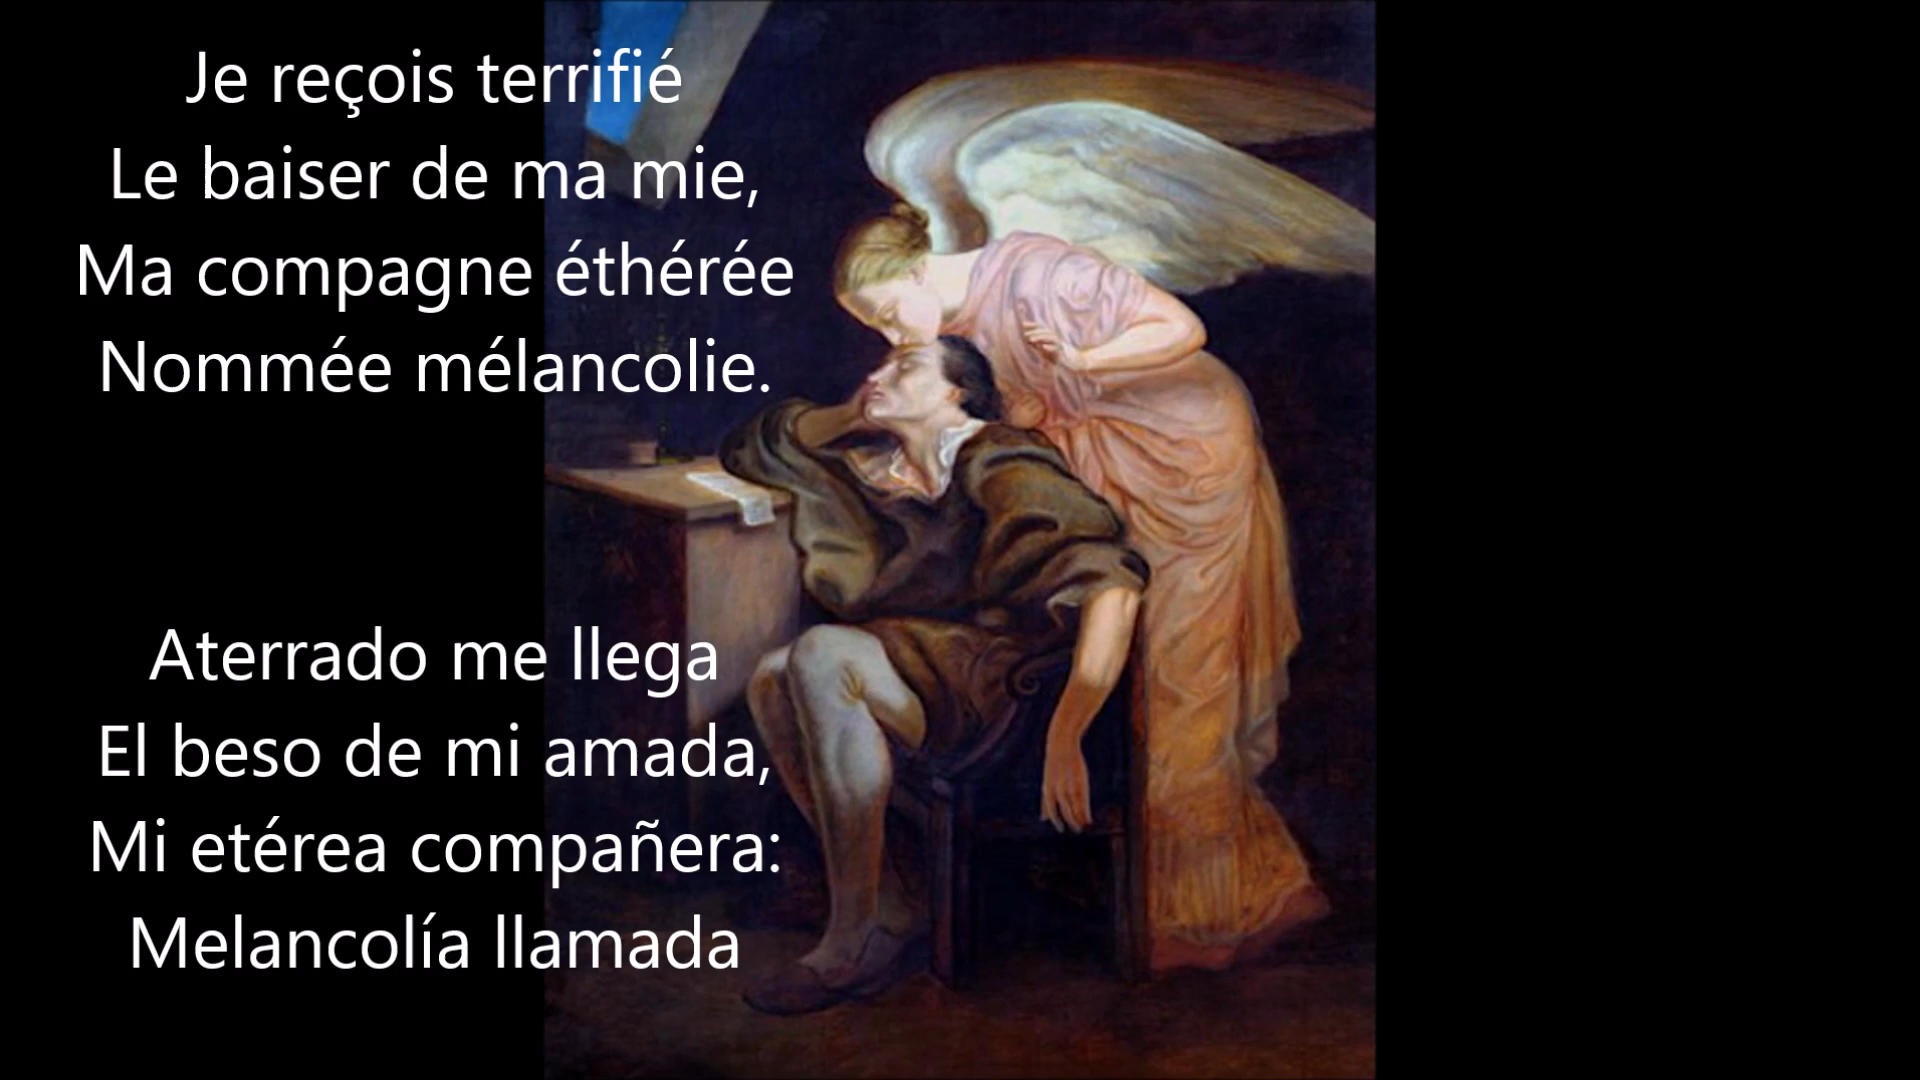 Je reçois terrifié
Le baiser de ma mie,
Ma compagne éthérée
Nommée mélancolie.
Aterrado me llega
El beso de mi amada,
Mi etérea compañera:
Melancolía llamada